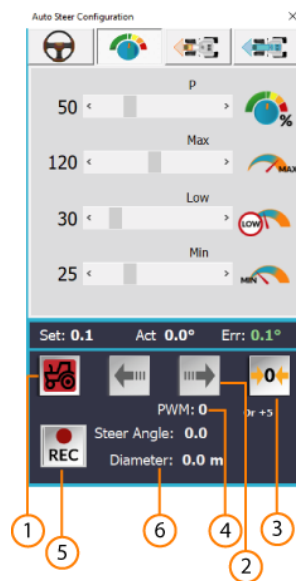 Auto Steer Configuration ×
%
P
50 < >
Max
120 < > MAX
Low
30 < > LOW
Min
25 < > MIN
Set: 0.1 Act 0.0° Err: 0.1°
→0←
PWM: 0 Or +5
Steer Angle: 0.0
REC Diameter: 0.0 m
1 5 6 4 2 3